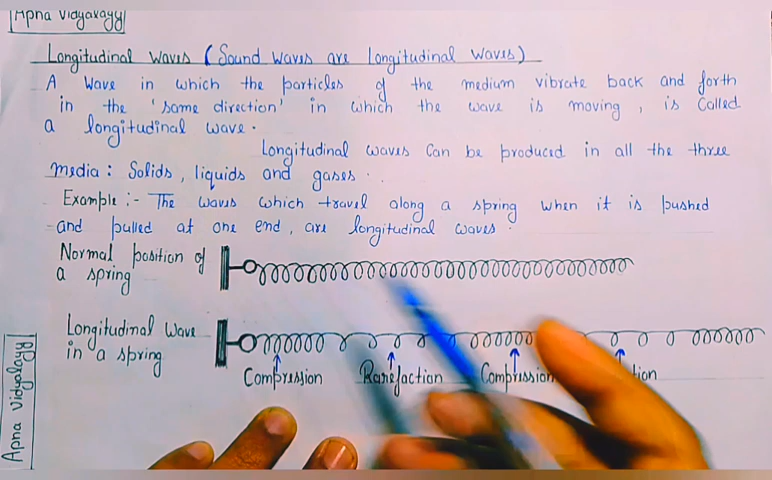 Apna Vidyalayy
Longitudinal Waves (Sound Waves are Longitudinal Waves)
A Wave in which the particles of the medium vibrate back and forth
in the 'same direction' in which the wave is moving, is called
a longitudinal wave.
Longitudinal waves Can be produced in all the three
media: Solids, liquids and gases.
Example :- The waves which travel along a spring when it is pushed
and pulled at one end, are longitudinal waves.
Normal position of
a spring
Longitudinal Wave
in a spring
Compression Rarefaction Compression
Apna Vidyalayy